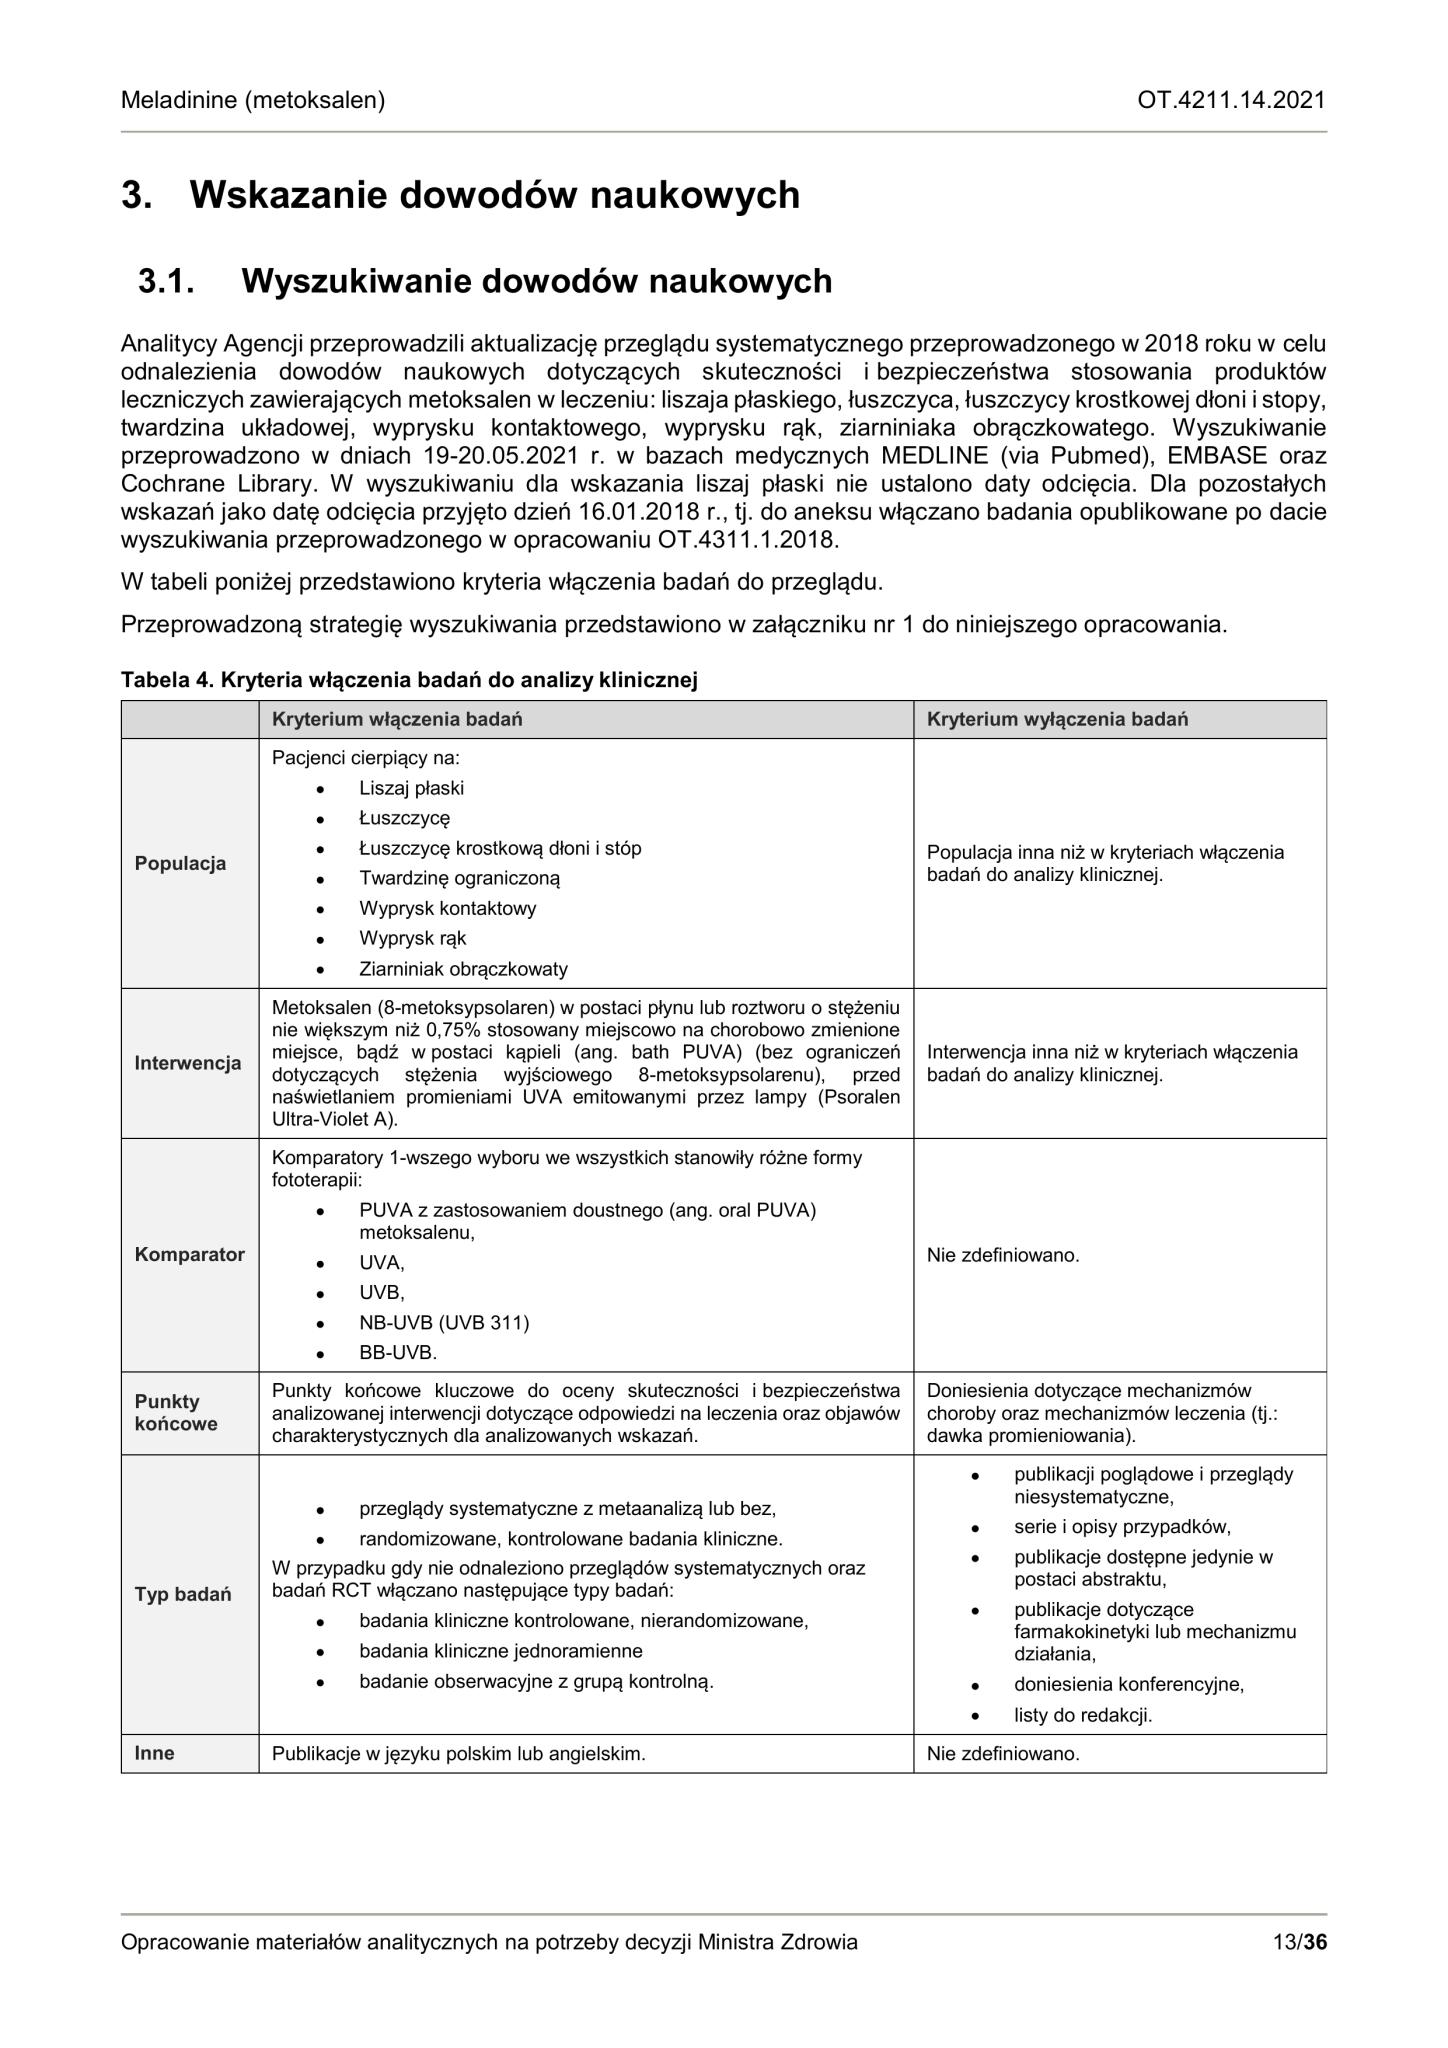 Meladinine (metoksalen) OT.4211.14.2021
3. Wskazanie dowodów naukowych
3.1. Wyszukiwanie dowodów naukowych
Analitycy Agencji przeprowadzili aktualizację przeglądu systematycznego przeprowadzonego w 2018 roku w celu
odnalezienia dowodów naukowych dotyczących skuteczności i bezpieczeństwa stosowania produktów
leczniczych zawierających metoksalen w leczeniu: liszaja płaskiego, łuszczyca, łuszczycy krostkowej dłoni i stopy,
twardzina układowej, wyprysku kontaktowego, wyprysku rąk, ziarniniaka obrączkowatego. Wyszukiwanie
przeprowadzono w dniach 19-20.05.2021 r. w bazach medycznych MEDLINE (via Pubmed), EMBASE oraz
Cochrane Library. W wyszukiwaniu dla wskazania liszaj płaski nie ustalono daty odcięcia. Dla pozostałych
wskazań jako datę odcięcia przyjęto dzień 16.01.2018 r., tj. do aneksu włączano badania opublikowane po dacie
wyszukiwania przeprowadzonego w opracowaniu OT.4311.1.2018.
W tabeli poniżej przedstawiono kryteria włączenia badań do przeglądu.
Przeprowadzoną strategię wyszukiwania przedstawiono w załączniku nr 1 do niniejszego opracowania.
Tabela 4. Kryteria włączenia badań do analizy klinicznej
Kryterium włączenia badań Kryterium wyłączenia badań
Populacja
Pacjenci cierpiący na:
• Liszaj płaski
• Łuszczycę
• Łuszczycę krostkową dłoni i stóp
• Twardzinę ograniczoną
• Wyprysk kontaktowy
• Wyprysk rąk
• Ziarniniak obrączkowaty
Populacja inna niż w kryteriach włączenia
badań do analizy klinicznej.
Interwencja
Metoksalen (8-metoksypsolaren) w postaci płynu lub roztworu o stężeniu
nie większym niż 0,75% stosowany miejscowo na chorobowo zmienione
miejsce, bądź w postaci kąpieli (ang. bath PUVA) (bez ograniczeń
dotyczących stężenia wyjściowego 8-metoksypsolarenu), przed
naświetlaniem promieniami UVA emitowanymi przez lampy (Psoralen
Ultra-Violet A).
Interwencja inna niż w kryteriach włączenia
badań do analizy klinicznej.
Komparator
Komparatory 1-wszego wyboru we wszystkich stanowiły różne formy
fototerapii:
• PUVA z zastosowaniem doustnego (ang. oral PUVA)
metoksalenu,
• UVA,
• UVB,
• NB-UVB (UVB 311)
• BB-UVB.
Nie zdefiniowano.
Punkty
końcowe
Punkty końcowe kluczowe do oceny skuteczności i bezpieczeństwa
analizowanej interwencji dotyczące odpowiedzi na leczenia oraz objawów
charakterystycznych dla analizowanych wskazań.
Doniesienia dotyczące mechanizmów
choroby oraz mechanizmów leczenia (tj.:
dawka promieniowania).
Typ badań
• przeglądy systematyczne z metaanalizą lub bez,
• randomizowane, kontrolowane badania kliniczne.
W przypadku gdy nie odnaleziono przeglądów systematycznych oraz
badań RCT włączano następujące typy badań:
• badania kliniczne kontrolowane, nierandomizowane,
• badania kliniczne jednoramienne
• badanie obserwacyjne z grupą kontrolną.
• publikacji poglądowe i przeglądy
niesystematyczne,
• serie i opisy przypadków,
• publikacje dostępne jedynie w
postaci abstraktu,
• publikacje dotyczące
farmakokinetyki lub mechanizmu
działania,
• doniesienia konferencyjne,
• listy do redakcji.
Inne
Publikacje w języku polskim lub angielskim.
Nie zdefiniowano.
Opracowanie materiałów analitycznych na potrzeby decyzji Ministra Zdrowia 13/36